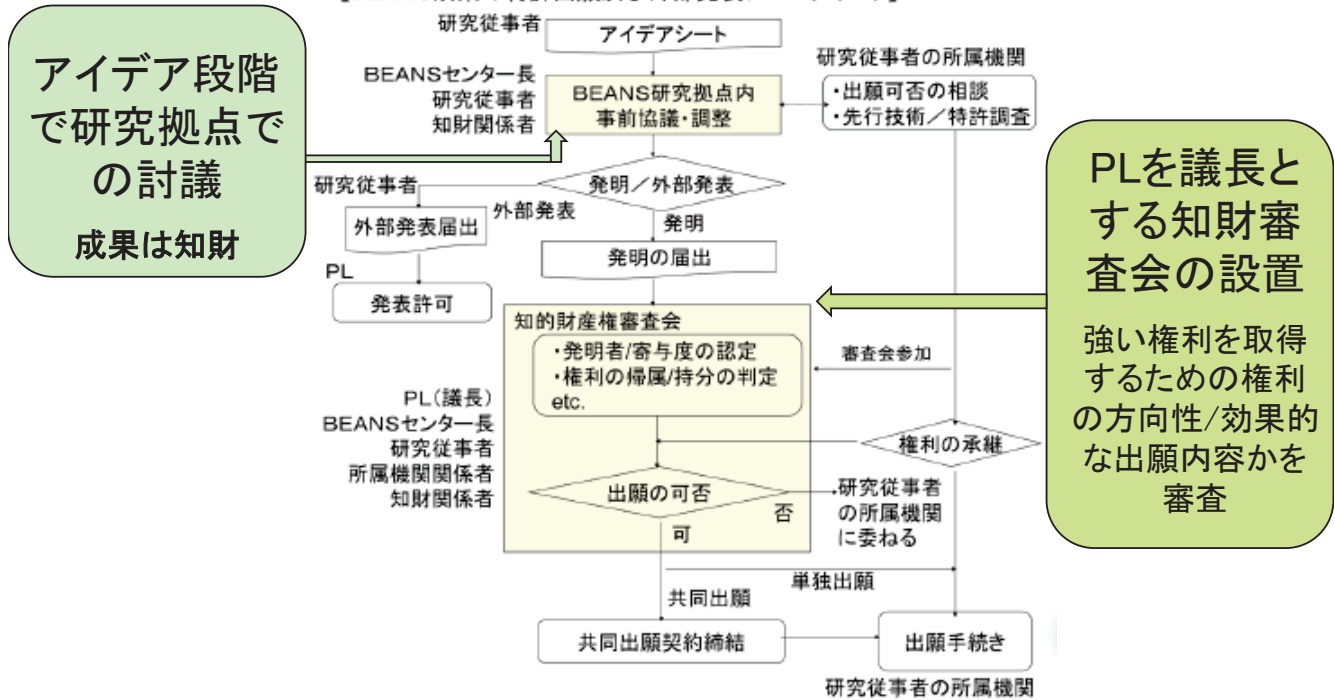 研究従事者
アイデアシート
アイデア段階
で研究拠点で
の討議
成果は知財
BEANSセンター長
研究従事者
知財関係者
BEANS研究拠点内
事前協議・調整
研究従事者の所属機関
・出願可否の相談
・先行技術／特許調査
発明／外部発表
研究従事者
外部発表
発明
外部発表届出
発明の届出
PL
発表許可
PLを議長と
する知財審
査会の設置
強い権利を取得
するための権利
の方向性/効果的
な出願内容かを
審査
知的財産権審査会
・発明者/寄与度の認定
・権利の帰属/持分の判定
etc.
審査会参加
PL(議長)
BEANSセンター長
研究従事者
所属機関関係者
知財関係者
権利の承継
出願の可否
否
可
研究従事者
の所属機関
に委ねる
単独出願
共同出願
共同出願契約締結
出願手続き
研究従事者の所属機関